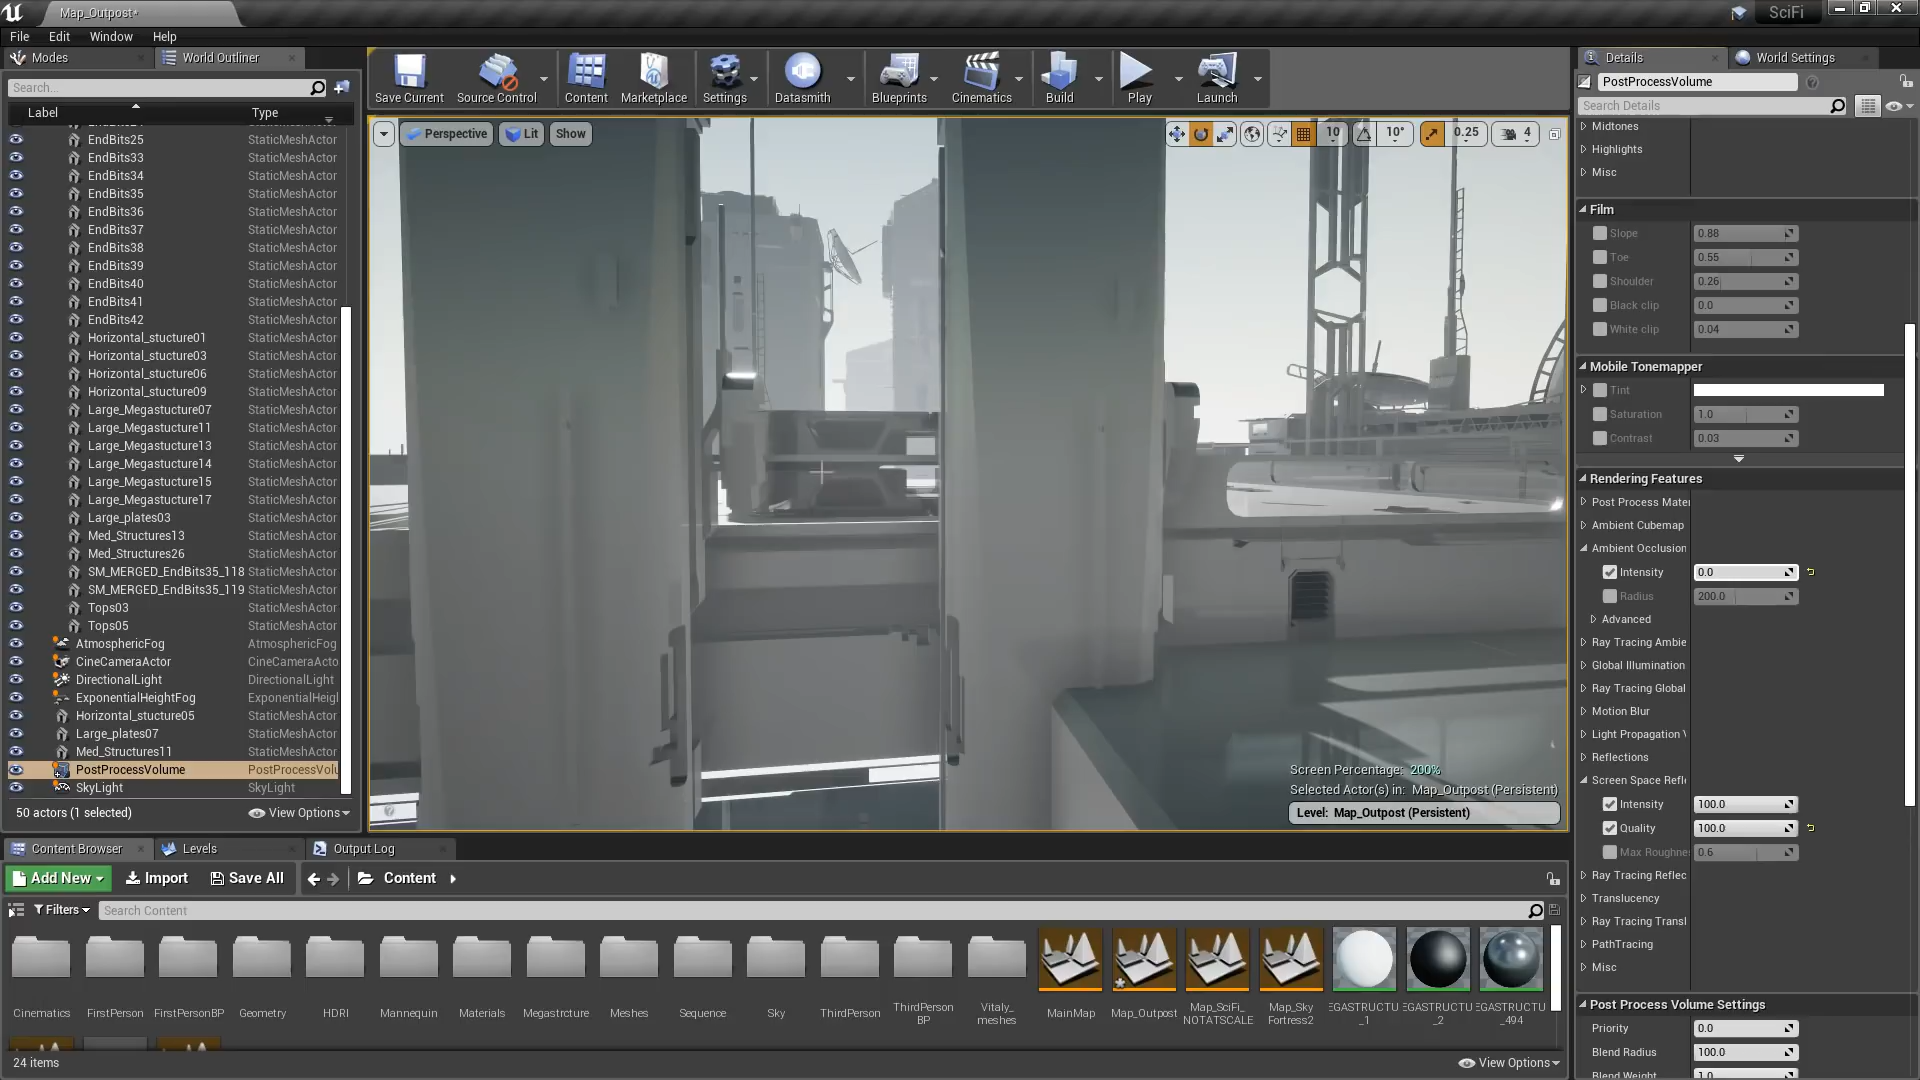 Map_Outpost*
SciFi
File Edit Window Help
Modes
World Outliner
Search...
Label Type
EndBits25 StaticMeshActor
EndBits33 StaticMeshActor
EndBits34 StaticMeshActor
EndBits35 StaticMeshActor
EndBits36 StaticMeshActor
EndBits37 StaticMeshActor
EndBits38 StaticMeshActor
EndBits39 StaticMeshActor
EndBits40 StaticMeshActor
EndBits41 StaticMeshActor
EndBits42 StaticMeshActor
Horizontal_stucture01 StaticMeshActor
Horizontal_stucture03 StaticMeshActor
Horizontal_stucture06 StaticMeshActor
Horizontal_stucture09 StaticMeshActor
Large_Megastucture07 StaticMeshActor
Large_Megastucture11 StaticMeshActor
Large_Megastucture13 StaticMeshActor
Large_Megastucture14 StaticMeshActor
Large_Megastucture15 StaticMeshActor
Large_Megastucture17 StaticMeshActor
Large_plates03 StaticMeshActor
Med_Structures13 StaticMeshActor
Med_Structures26 StaticMeshActor
SM_MERGED_EndBits35_118 StaticMeshActor
SM_MERGED_EndBits35_119 StaticMeshActor
Tops03 StaticMeshActor
Tops05 StaticMeshActor
AtmosphericFog AtmosphericFog
CineCameraActor CineCameraActo
DirectionalLight DirectionalLight
ExponentialHeightFog ExponentialHeigl
Horizontal_stucture05 StaticMeshActor
Large_plates07 StaticMeshActor
Med_Structures11 StaticMeshActor
PostProcessVolume PostProcessVolu
SkyLight SkyLight
50 actors (1 selected)
View Options
Save Current
Source Control
Content
Marketplace
Settings
Datasmith
Blueprints
Cinematics
Build
Play
Launch
Perspective
Lit
Show
10
10°
0.25
4
Screen Percentage: 200%
Selected Actor(s) in: Map_Outpost (Persistent)
Level: Map_Outpost (Persistent)
Details
World Settings
PostProcessVolume
Search Details
Midtones
Highlights
Misc
Film
Slope 0.88
Toe 0.55
Shoulder 0.26
Black clip 0.0
White clip 0.04
Mobile Tonemapper
Tint
Saturation 1.0
Contrast 0.03
Rendering Features
Post Process Mater
Ambient Cubemap
Ambient Occlusion
Intensity 0.0
Radius 200.0
Advanced
Ray Tracing Ambie
Global Illumination
Ray Tracing Global
Motion Blur
Light Propagation V
Reflections
Screen Space Refle
Intensity 100.0
Quality 100.0
Max Roughne 0.6
Ray Tracing Reflec
Translucency
Ray Tracing Transl
PathTracing
Misc
Post Process Volume Settings
Priority 0.0
Blend Radius 100.0
Blend Weight 1.0
Content Browser
Levels
Output Log
Add New
Import
Save All
Content
Filters
Search Content
Cinematics
FirstPerson
FirstPersonBP
Geometry
HDRI
Mannequin
Materials
Megastrcture
Meshes
Sequence
Sky
ThirdPerson
ThirdPerson
BP
Vitaly_
meshes
MainMap
Map_Outpost
Map_SciFi_
NOTATSCALE
Map_Sky
Fortress2
EGASTRUCTU
_1
EGASTRUCTU
_2
EGASTRUCTU
_494
24 items
View Options